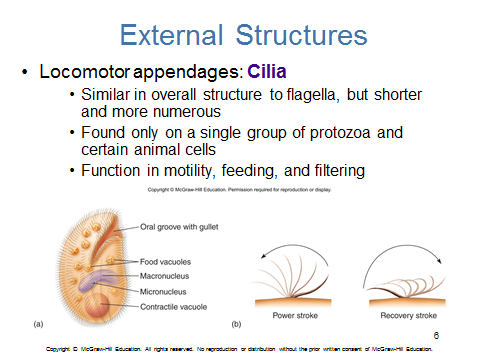 External Structures
• Locomotor appendages: Cilia
• Similar in overall structure to flagella, but shorter
and more numerous
• Found only on a single group of protozoa and
certain animal cells
• Function in motility, feeding, and filtering
Copyright © McGraw-Hill Education. Permission required for reproduction or display.
Oral groove with gullet
Food vacuoles
Macronucleus
Micronucleus
Contractile vacuole
(a)
(b)
Power stroke
Recovery stroke
6
Copyright © McGraw-Hill Education. All rights reserved. No reproduction or distribution without the prior written consent of McGraw-Hill Education.